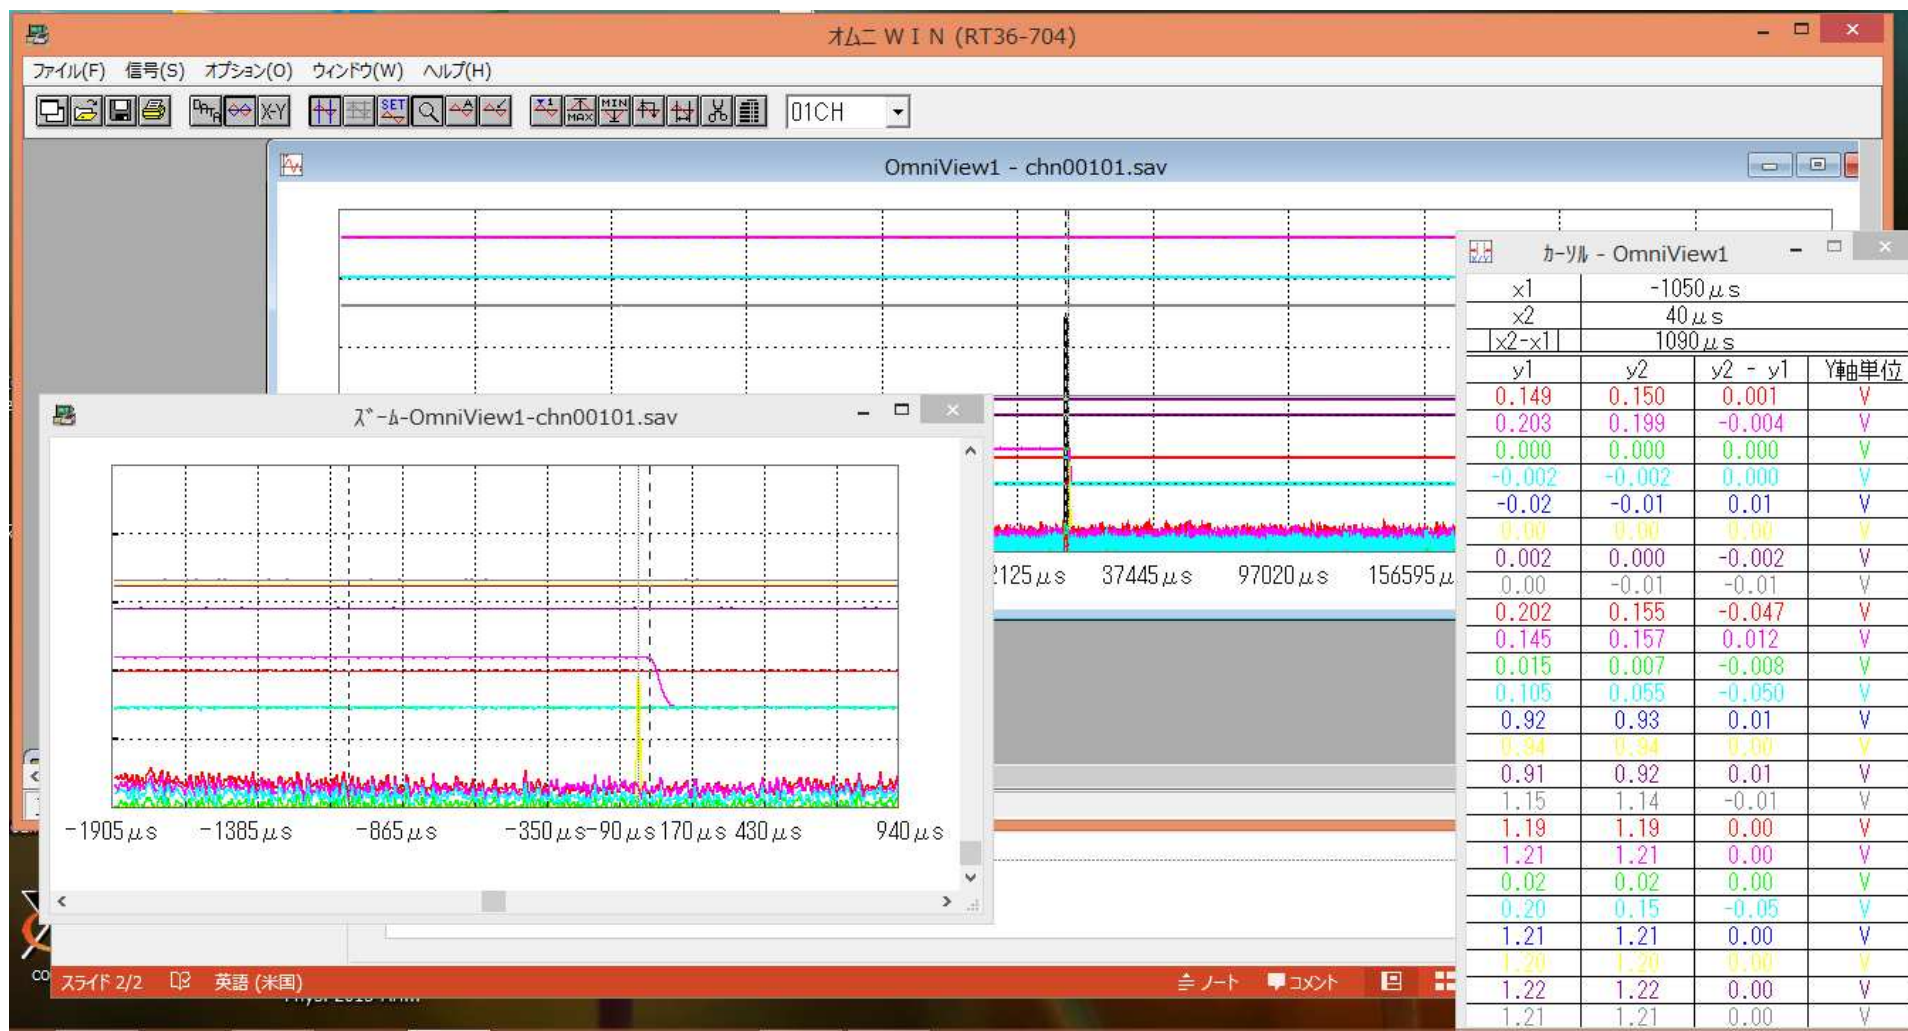 オムニ W I N (RT36-704)
ファイル(F) 信号(S) オプション(O) ウィンドウ(W) ヘルプ(H)
DATA X-Y SET A X1 MAX MIN 01CH
OmniView1 - chn00101.sav
カーソル - OmniView1
x1 -1050μs
x2 40μs
|x2-x1| 1090μs
y1 y2 y2 - y1 Y軸単位
0.149 0.150 0.001 V
0.203 0.199 -0.004 V
0.000 0.000 0.000 V
-0.002 -0.002 0.000 V
-0.02 -0.01 0.01 V
0.00 0.00 0.00 V
0.002 0.000 -0.002 V
0.00 -0.01 -0.01 V
0.202 0.155 -0.047 V
0.145 0.157 0.012 V
0.015 0.007 -0.008 V
0.105 0.055 -0.050 V
0.92 0.93 0.01 V
0.94 0.94 0.00 V
0.91 0.92 0.01 V
1.15 1.14 -0.01 V
1.19 1.19 0.00 V
1.21 1.21 0.00 V
0.02 0.02 0.00 V
0.20 0.15 -0.05 V
1.21 1.21 0.00 V
1.20 1.20 0.00 V
1.22 1.22 0.00 V
1.21 1.21 0.00 V
2125μs 37445μs 97020μs 156595μ
ズーム-OmniView1-chn00101.sav
-1905μs -1385μs -865μs -350μs -90μs 170μs 430μs 940μs
co
スライド 2/2 英語 (米国) ノート コメント